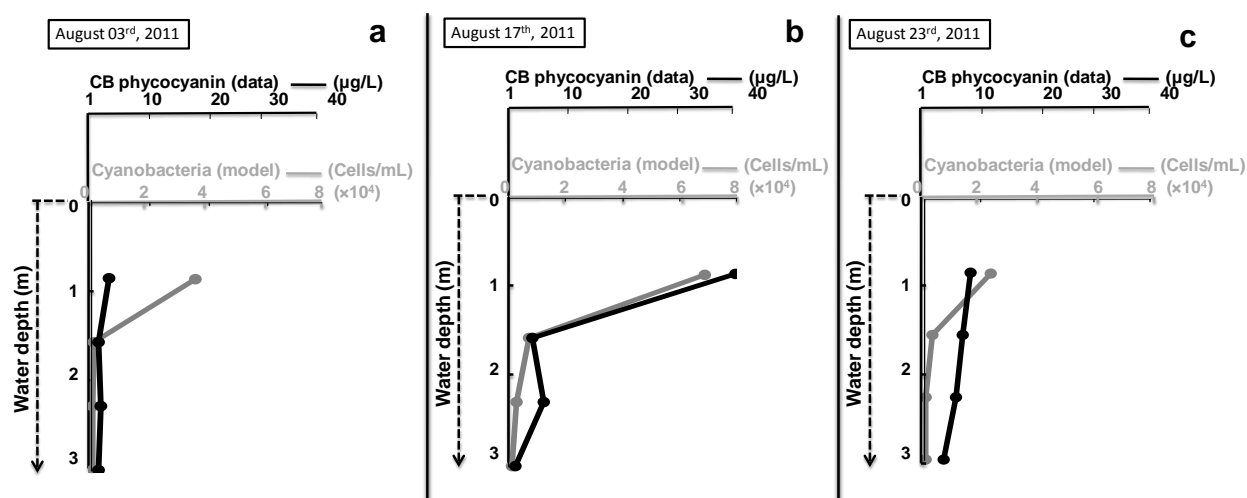 August 03rd, 2011
a
CB phycocyanin (data) (µg/L)
1 10 20 30 40
Cyanobacteria (model) (Cells/mL)
0 2 4 6 8 (×10⁴)
0
1
2
3
Water depth (m)
August 17th, 2011
b
CB phycocyanin (data) (µg/L)
1 10 20 30 40
Cyanobacteria (model) (Cells/mL)
0 2 4 6 8 (×10⁴)
0
1
2
3
Water depth (m)
August 23rd, 2011
c
CB phycocyanin (data) (µg/L)
1 10 20 30 40
Cyanobacteria (model) (Cells/mL)
0 2 4 6 8 (×10⁴)
0
1
2
3
Water depth (m)